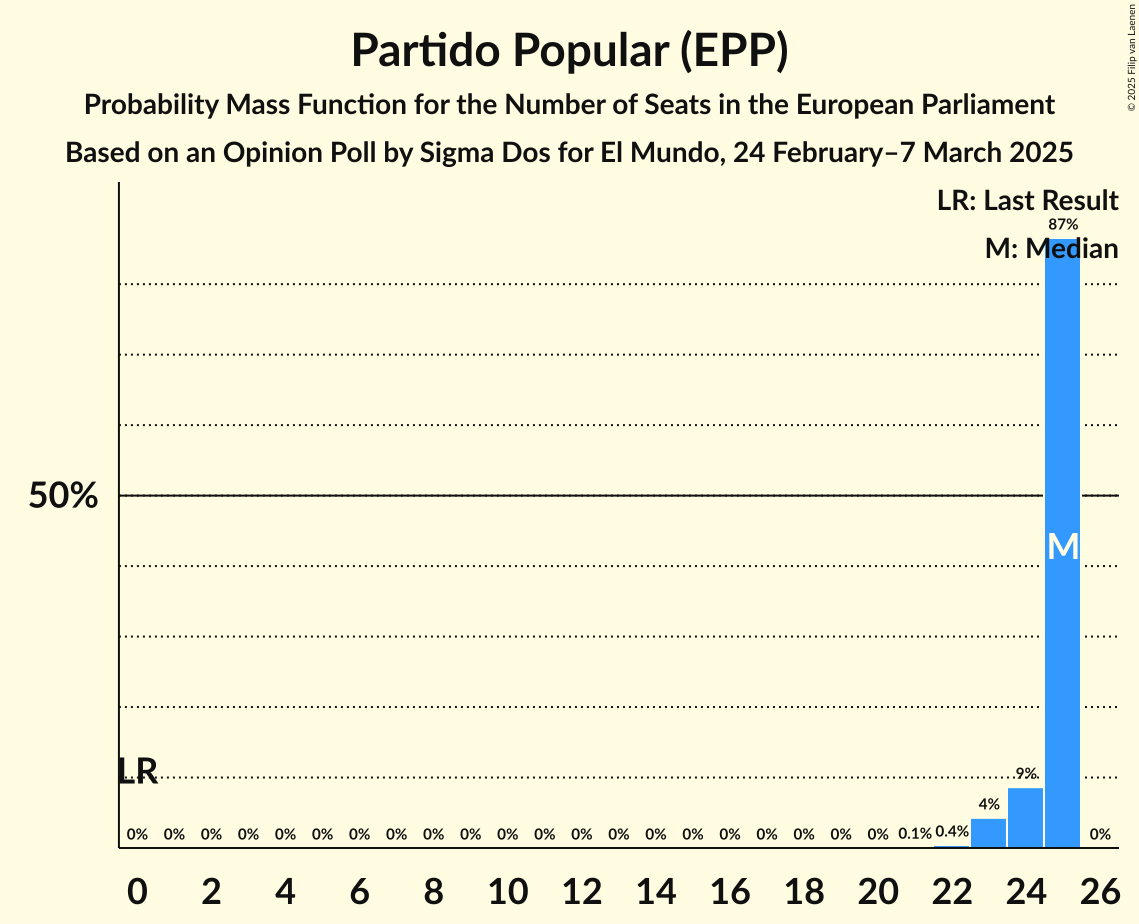 Partido Popular (EPP)
Probability Mass Function for the Number of Seats in the European Parliament
Based on an Opinion Poll by Sigma Dos for El Mundo, 24 February–7 March 2025
© 2025 Filip van Laenen
LR: Last Result
87%
M: Median
50%
M
LR
9%
4%
0% 0% 0% 0% 0% 0% 0% 0% 0% 0% 0% 0% 0% 0% 0% 0% 0% 0% 0% 0% 0% 0.1% 0.4% 0%
0 2 4 6 8 10 12 14 16 18 20 22 24 26